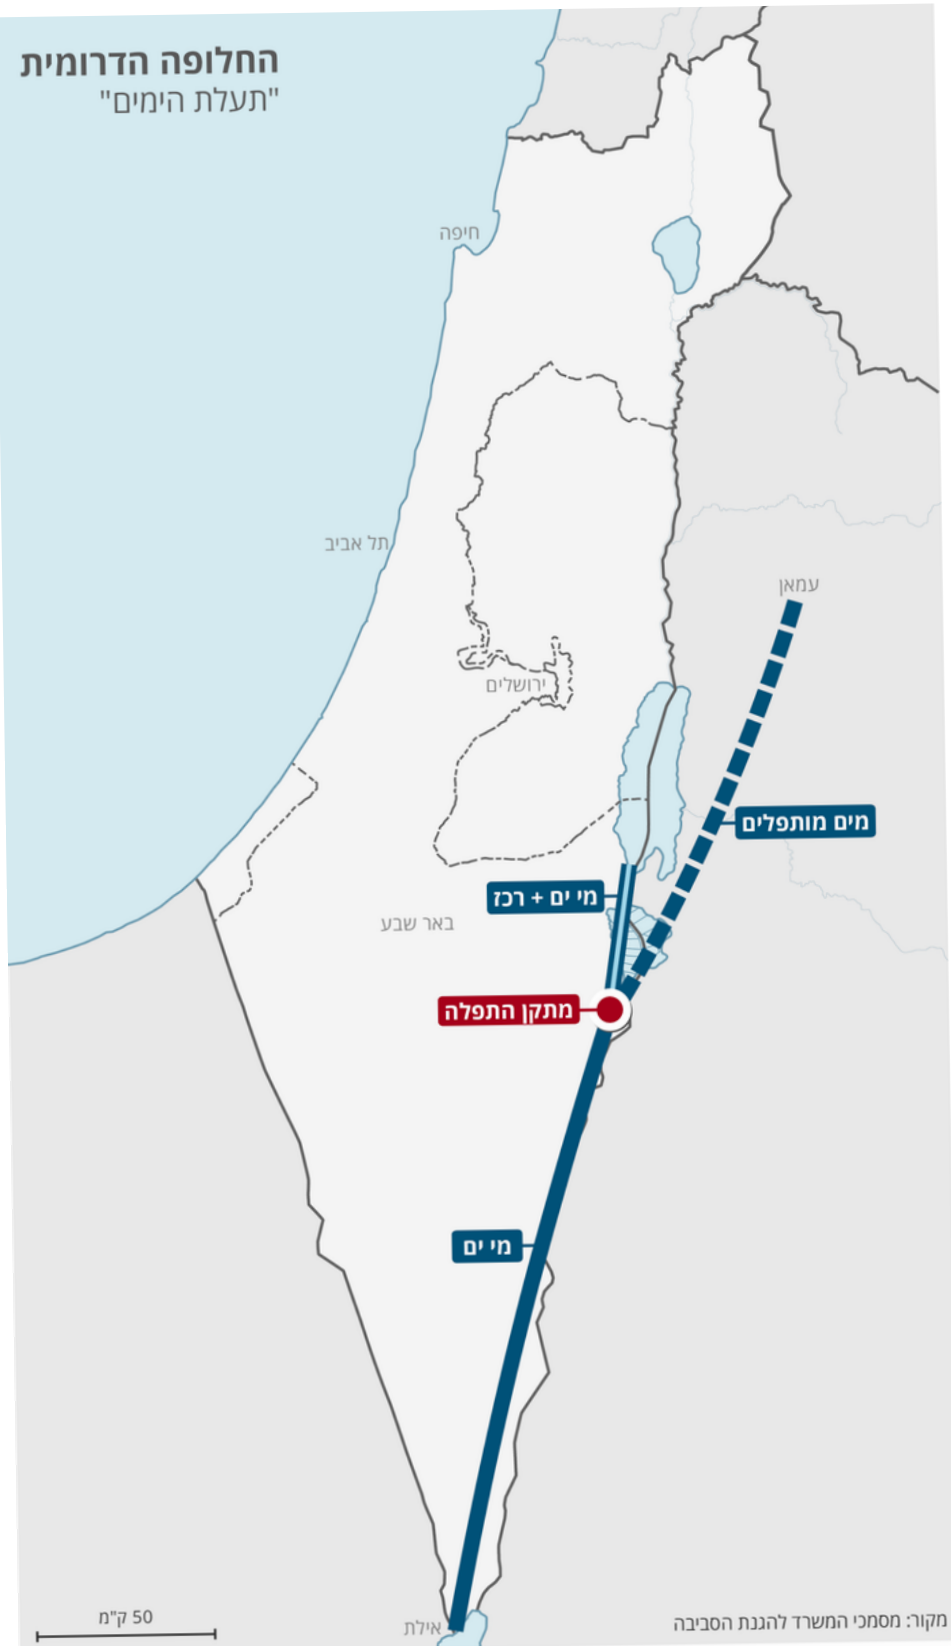 החלופה הדרומית
"תעלת הימים"
חיפה
תל אביב
עמאן
ירושלים
מים מותפלים
מי ים + רכז
באר שבע
מתקן התפלה
מי ים
50 ק"מ
אילת
מקור: מסמכי המשרד להגנת הסביבה